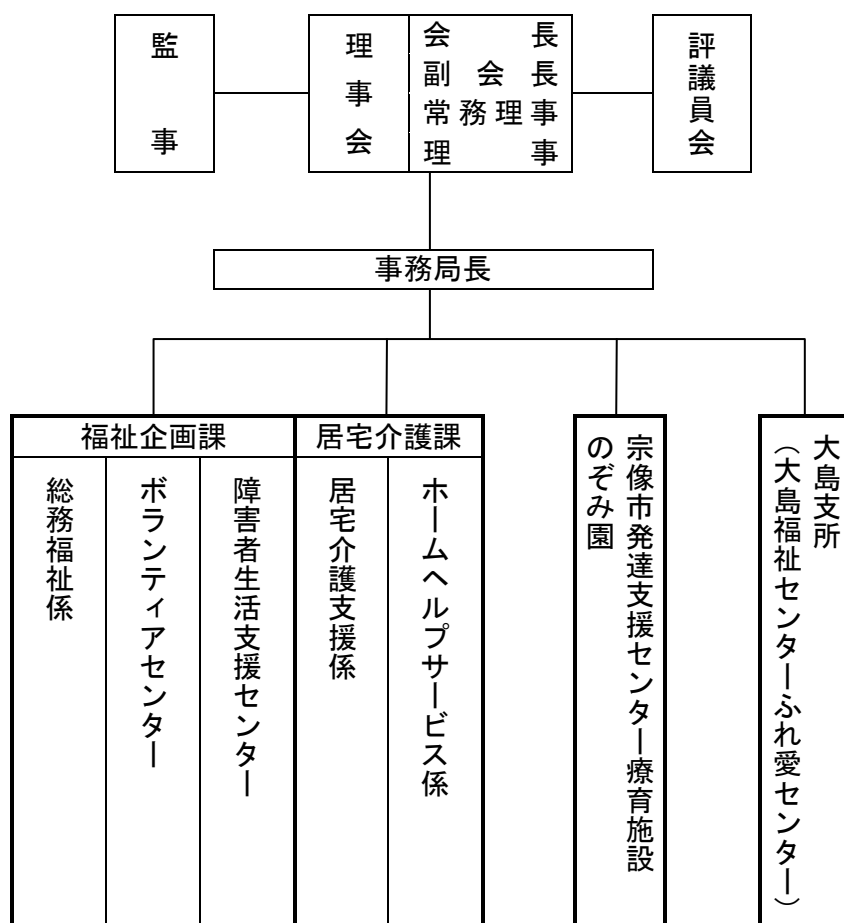 監事
理事会
会長
副会長
常務理事
理事
評議員会
事務局長
福祉企画課
居宅介護課
総務福祉係
ボランティアセンター
障害者生活支援センター
居宅介護支援係
ホームヘルプサービス係
宗像市発達支援センター療育施設
のぞみ園
大島支所
（大島福祉センターふれ愛センター）